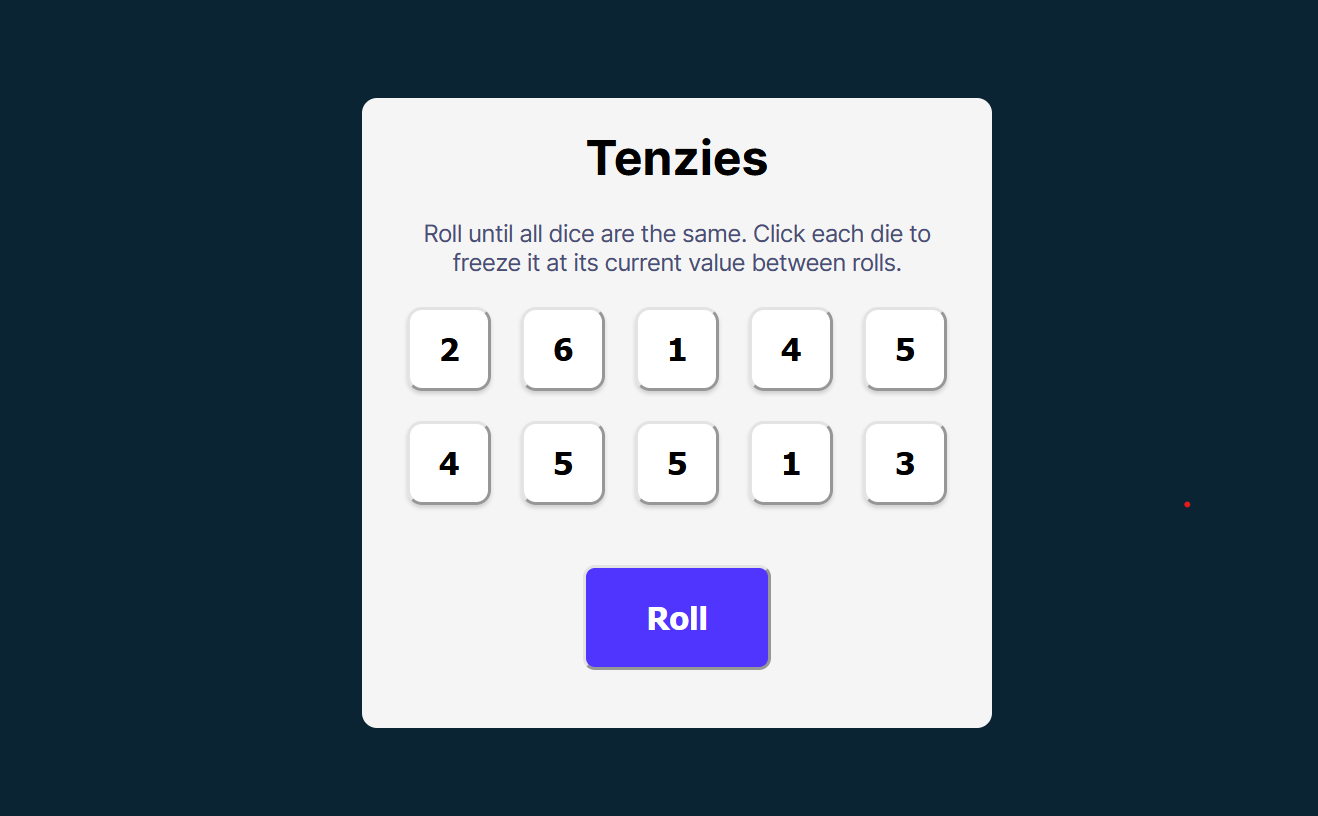 Tenzies
Roll until all dice are the same. Click each die to
freeze it at its current value between rolls.
2 6 1 4 5
4 5 5 1 3
Roll